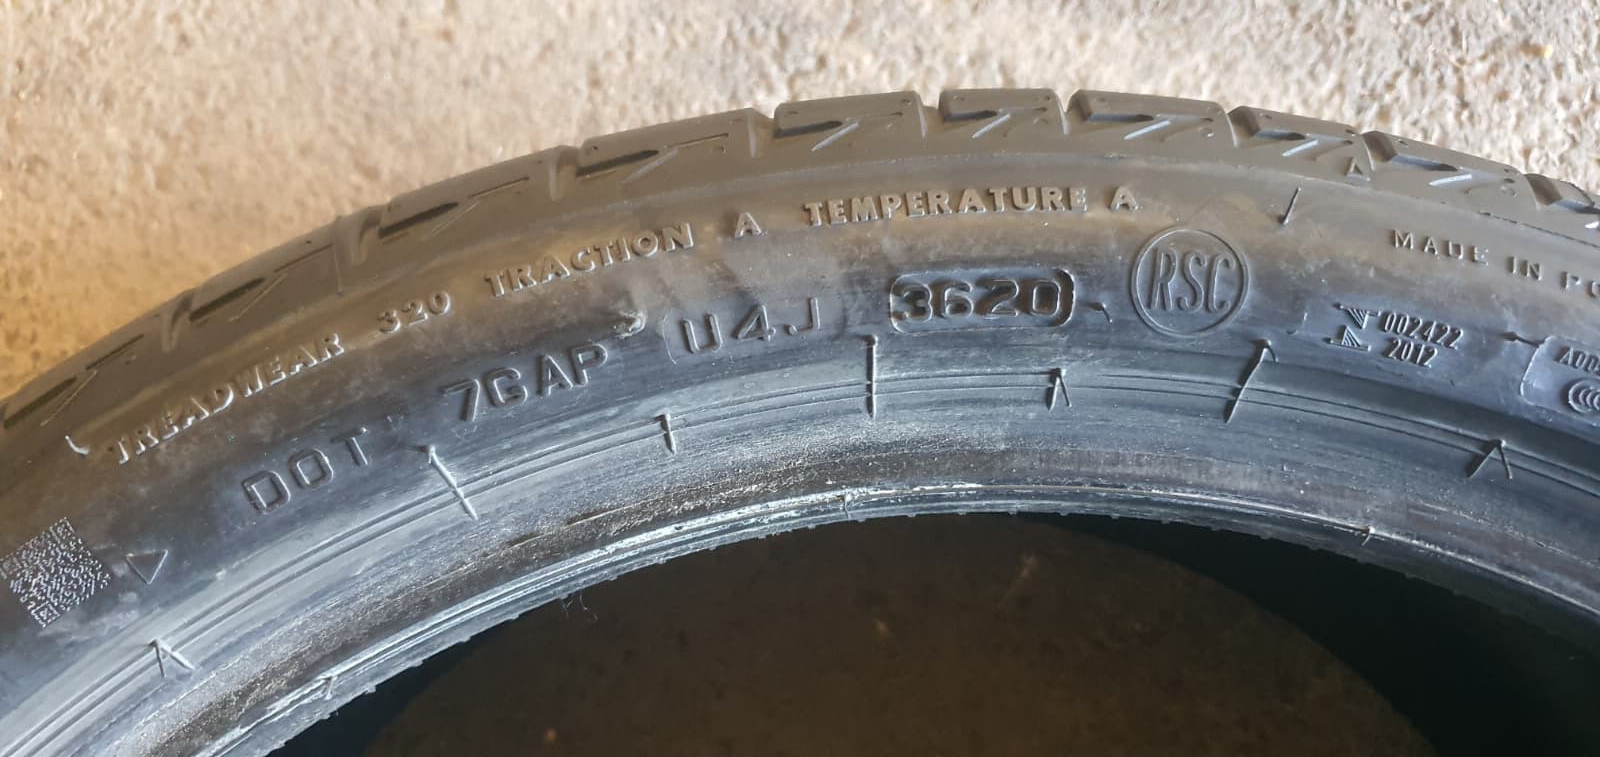 TREADWEAR 320 TRACTION A TEMPERATURE A
DOT 7GAP U4J 3620
RSC
MADE IN
002422
2012